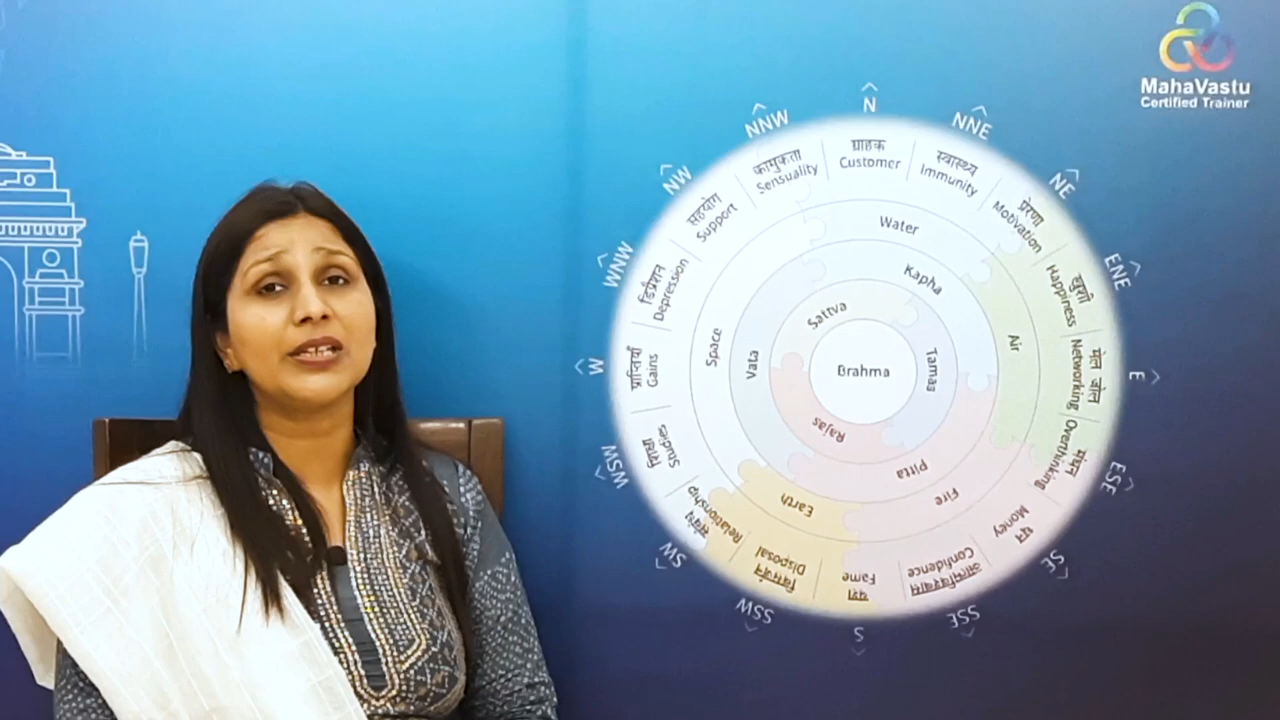 MahaVastu
Certified Trainer
N
NNE
NE
ENE
E
ESE
SE
SSE
S
SSW
SW
WSW
W
WNW
NW
NNW
ग्राहक
Customer
स्वास्थ्य
Immunity
प्रेरणा
Motivation
खुशी
Happiness
मेल जोल
Networking
मंथन
Overthinking
धन
Money
आत्मविश्वास
Confidence
यश
Fame
विसर्जन
Disposal
संबंध
Relationship
शिक्षा
Studies
प्राप्तियाँ
Gains
डिप्रेशन
Depression
सहयोग
Support
कामुकता
Sensuality
Water
Air
Fire
Earth
Space
Kapha
Pitta
Vata
Sattva
Tamas
Rajas
Brahma